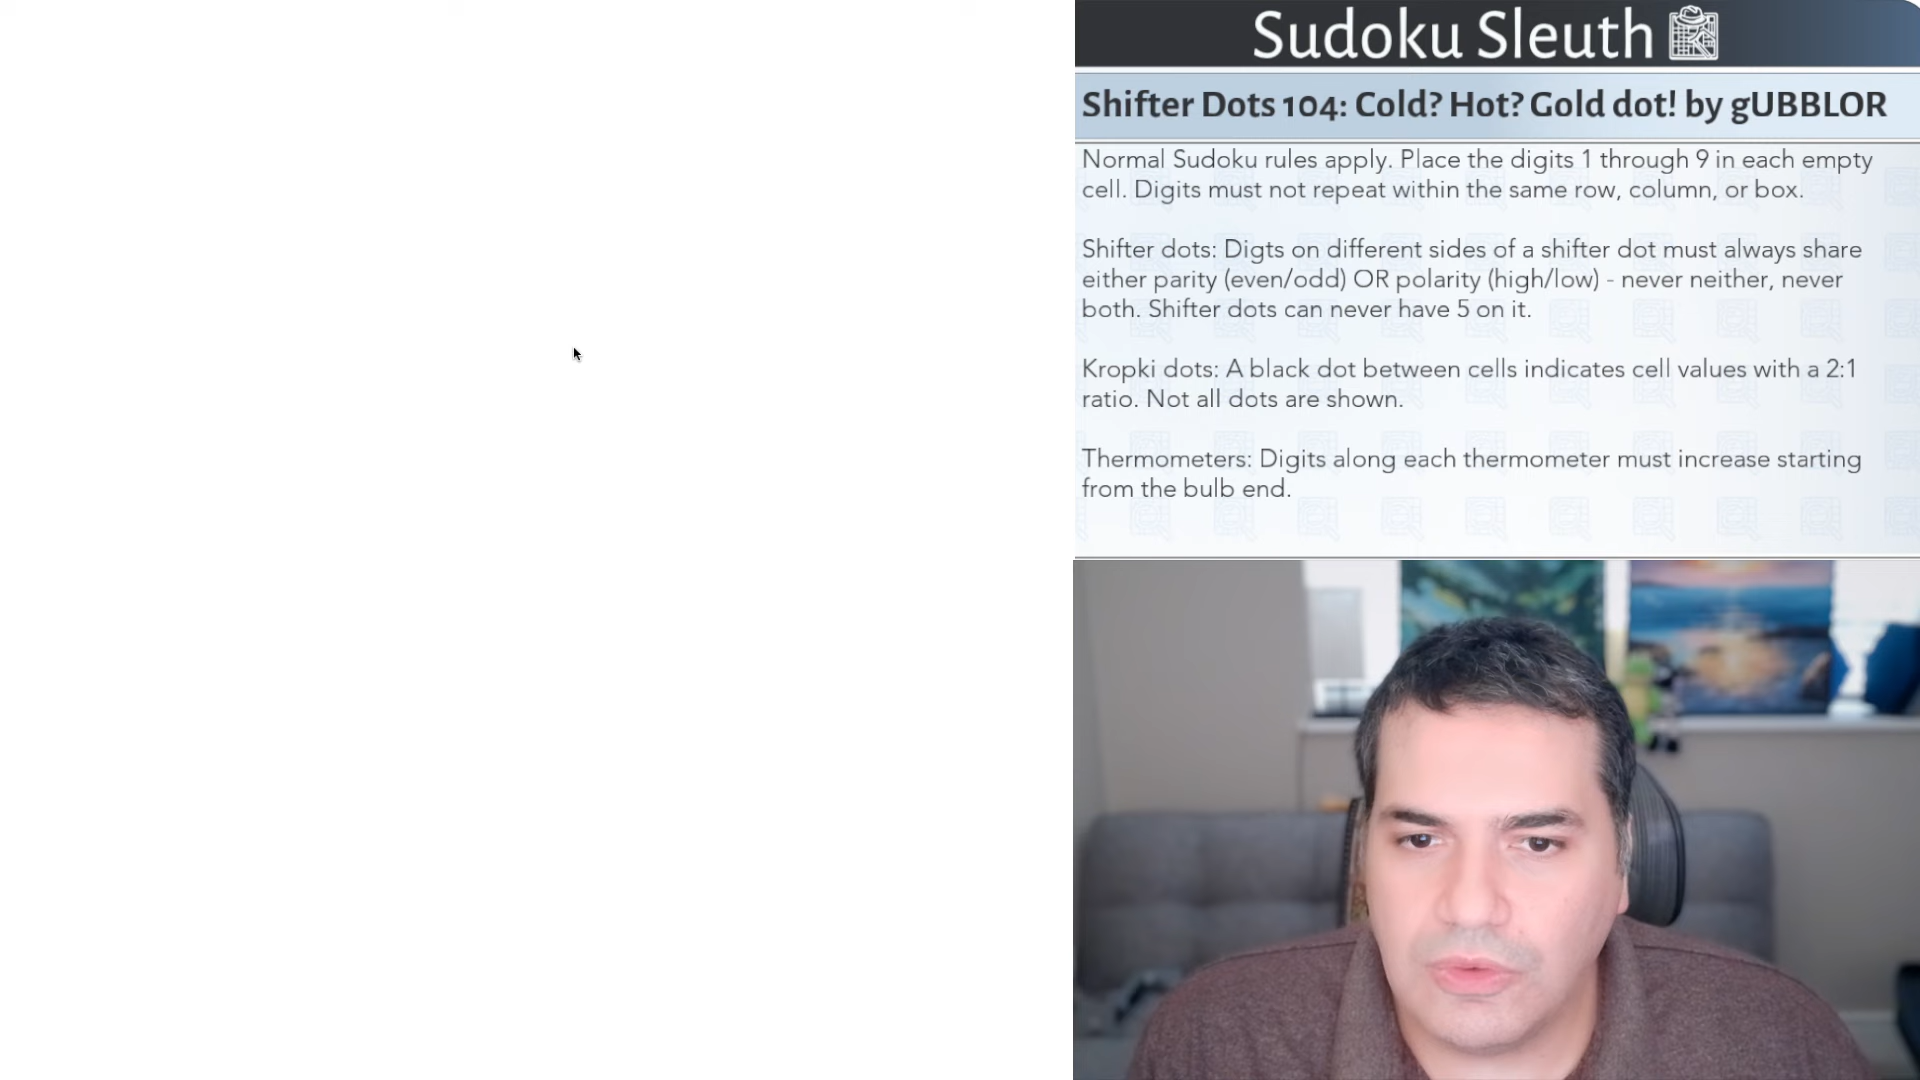 Sudoku Sleuth
Shifter Dots 104: Cold? Hot? Gold dot! by gUBBLOR
Normal Sudoku rules apply. Place the digits 1 through 9 in each empty
cell. Digits must not repeat within the same row, column, or box.
Shifter dots: Digts on different sides of a shifter dot must always share
either parity (even/odd) OR polarity (high/low) - never neither, never
both. Shifter dots can never have 5 on it.
Kropki dots: A black dot between cells indicates cell values with a 2:1
ratio. Not all dots are shown.
Thermometers: Digits along each thermometer must increase starting
from the bulb end.